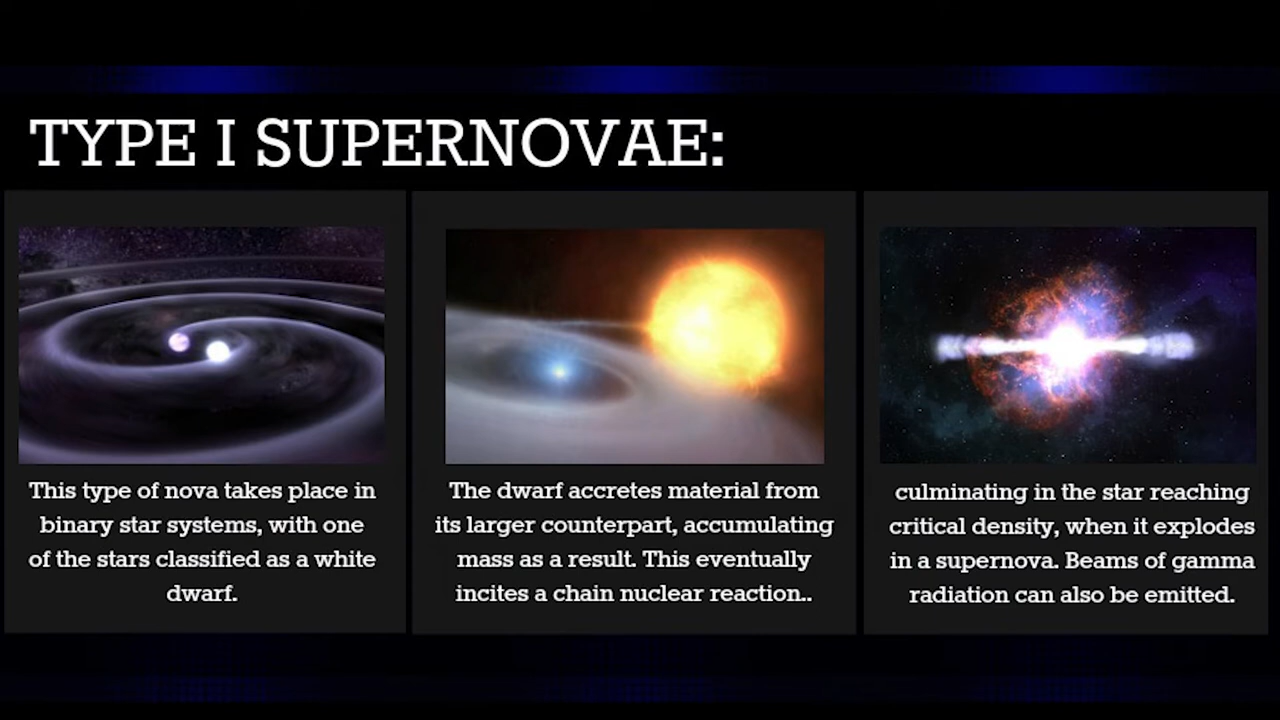 TYPE I SUPERNOVAE:
This type of nova takes place in
binary star systems, with one
of the stars classified as a white
dwarf.
The dwarf accretes material from
its larger counterpart, accumulating
mass as a result. This eventually
incites a chain nuclear reaction..
culminating in the star reaching
critical density, when it explodes
in a supernova. Beams of gamma
radiation can also be emitted.